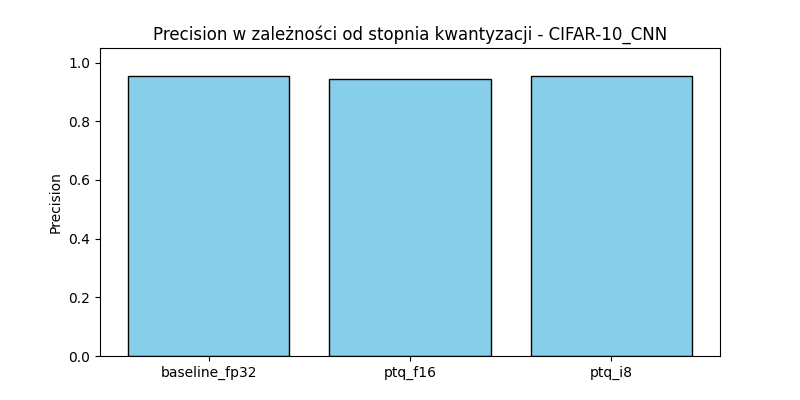 Precision w zależności od stopnia kwantyzacji - CIFAR-10_CNN
1.0
0.8
0.6
0.4
0.2
0.0
Precision
baseline_fp32
ptq_f16
ptq_i8